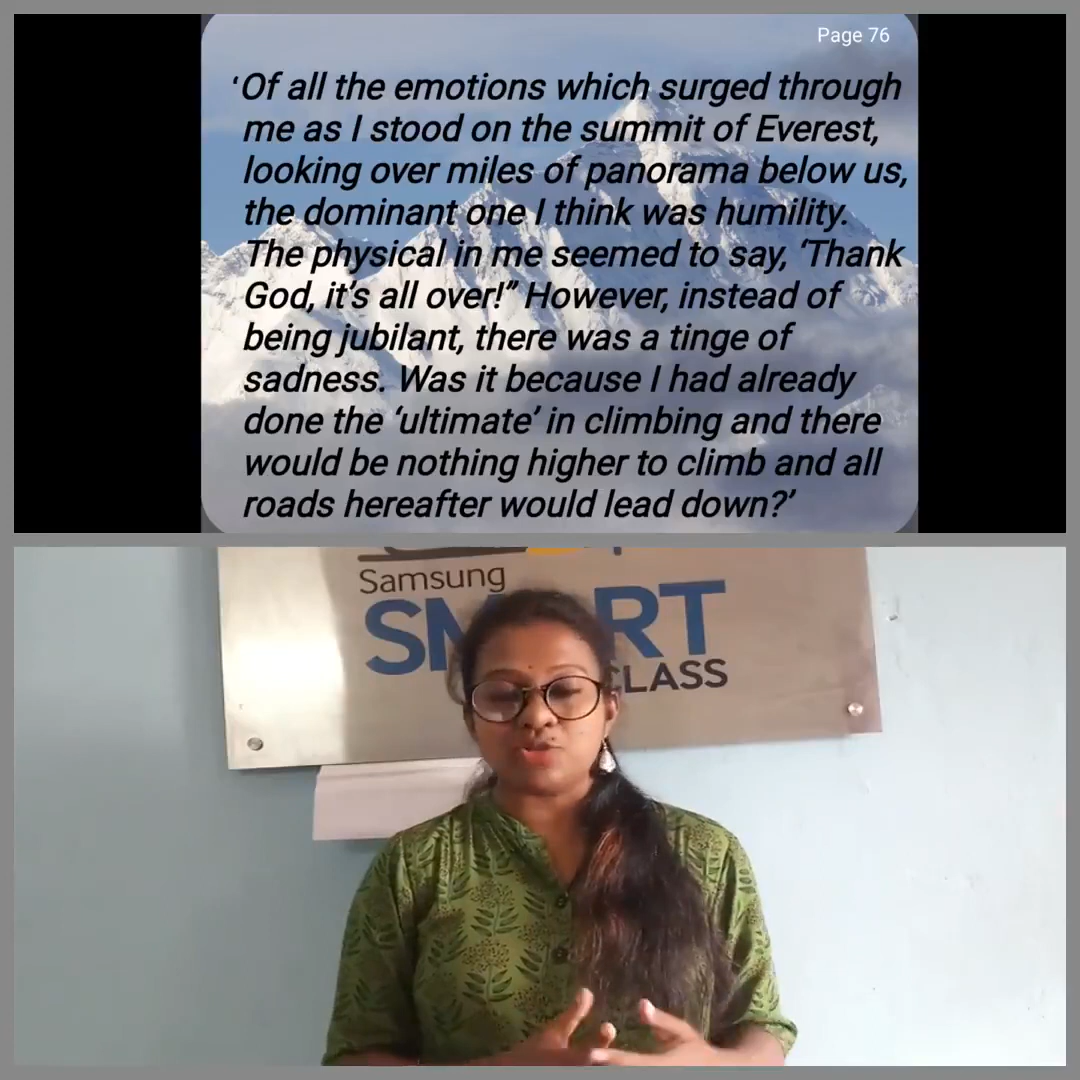 Page 76
‘Of all the emotions which surged through
me as I stood on the summit of Everest,
looking over miles of panorama below us,
the dominant one I think was humility.
The physical in me seemed to say, ‘Thank
God, it’s all over!” However, instead of
being jubilant, there was a tinge of
sadness. Was it because I had already
done the ‘ultimate’ in climbing and there
would be nothing higher to climb and all
roads hereafter would lead down?’
Samsung
CLASS